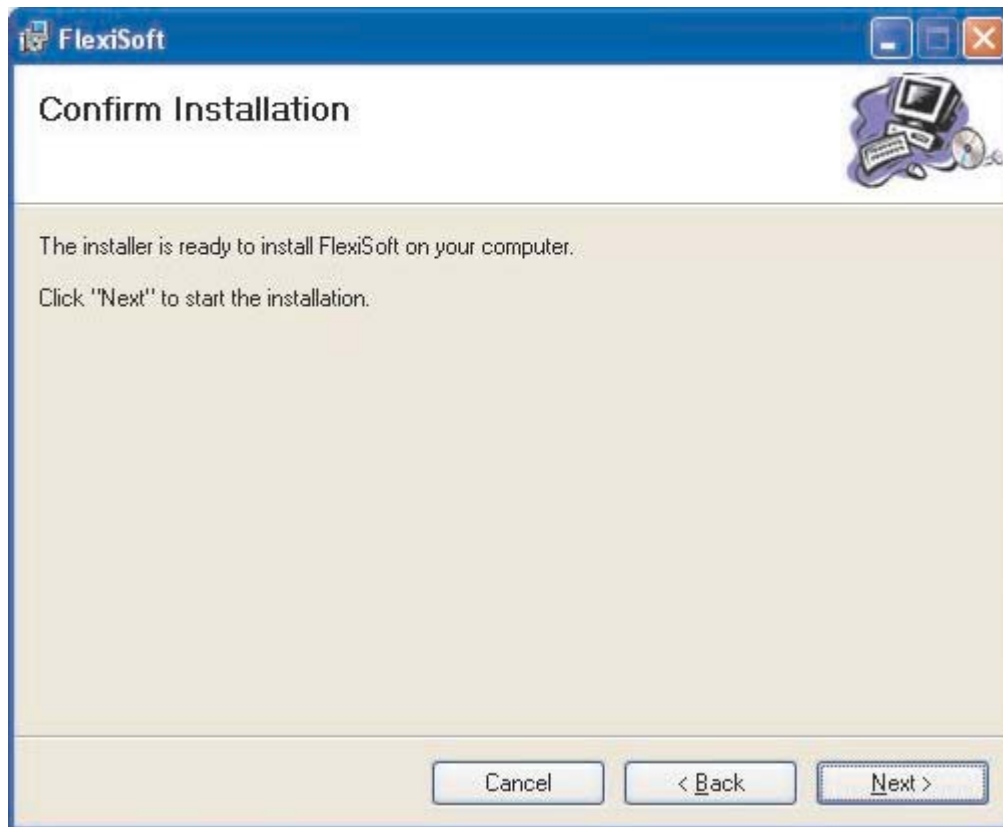 FlexiSoft
Confirm Installation
The installer is ready to install FlexiSoft on your computer.
Click "Next" to start the installation.
Cancel
< Back
Next >